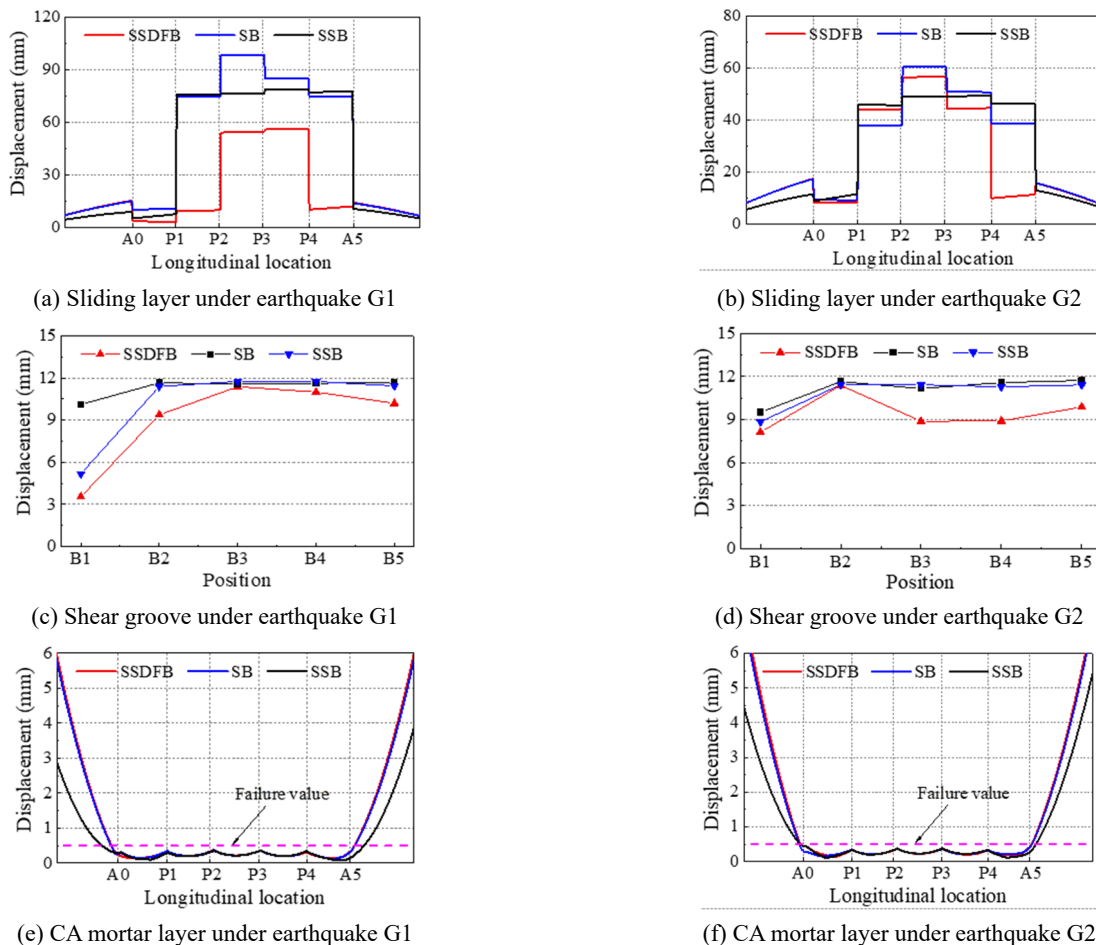 120
90
60
30
0
Displacement (mm)
SSDFB SB SSB
A0 P1 P2 P3 P4 A5
Longitudinal location
(a) Sliding layer under earthquake G1
80
60
40
20
0
Displacement (mm)
SSDFB SB SSB
A0 P1 P2 P3 P4 A5
Longitudinal location
(b) Sliding layer under earthquake G2
15
12
9
6
3
0
Displacement (mm)
SSDFB SB SSB
B1 B2 B3 B4 B5
Position
(c) Shear groove under earthquake G1
15
12
9
6
3
0
Displacement (mm)
SSDFB SB SSB
B1 B2 B3 B4 B5
Position
(d) Shear groove under earthquake G2
6
5
4
3
2
1
0
Displacement (mm)
SSDFB SB SSB
Failure value
A0 P1 P2 P3 P4 A5
Longitudinal location
(e) CA mortar layer under earthquake G1
6
5
4
3
2
1
0
Displacement (mm)
SSDFB SB SSB
Failure value
A0 P1 P2 P3 P4 A5
Longitudinal location
(f) CA mortar layer under earthquake G2